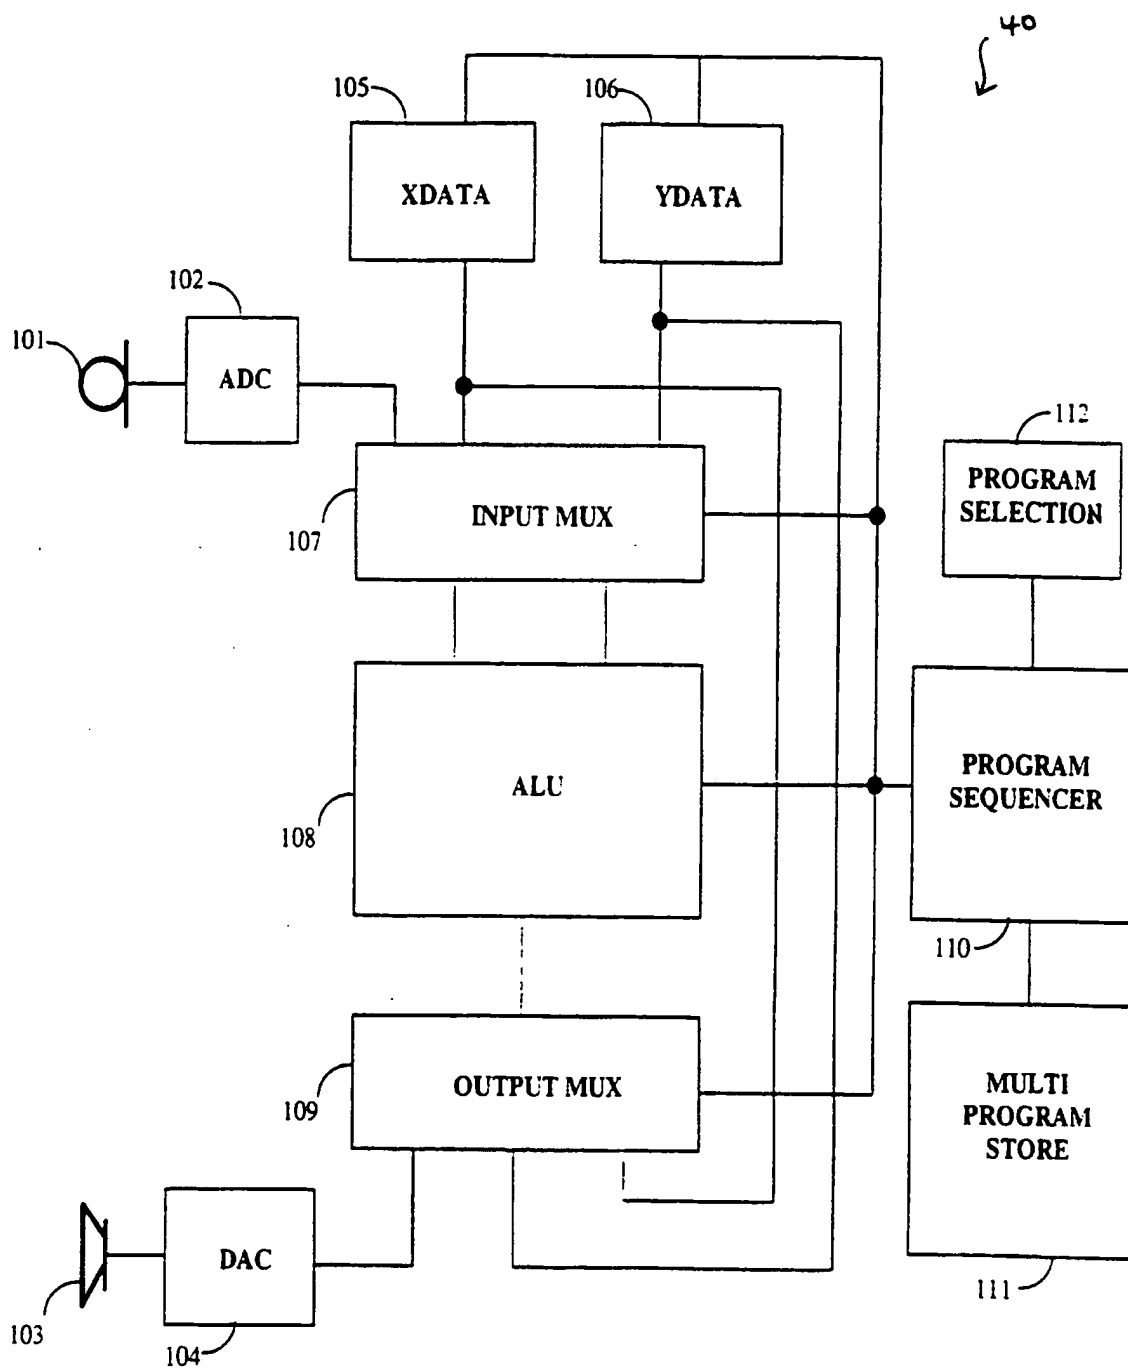 40
105
106
XDATA
YDATA
102
101
ADC
112
PROGRAM
SELECTION
107
INPUT MUX
PROGRAM
SEQUENCER
ALU
108
110
109
OUTPUT MUX
MULTI
PROGRAM
STORE
DAC
111
103
104